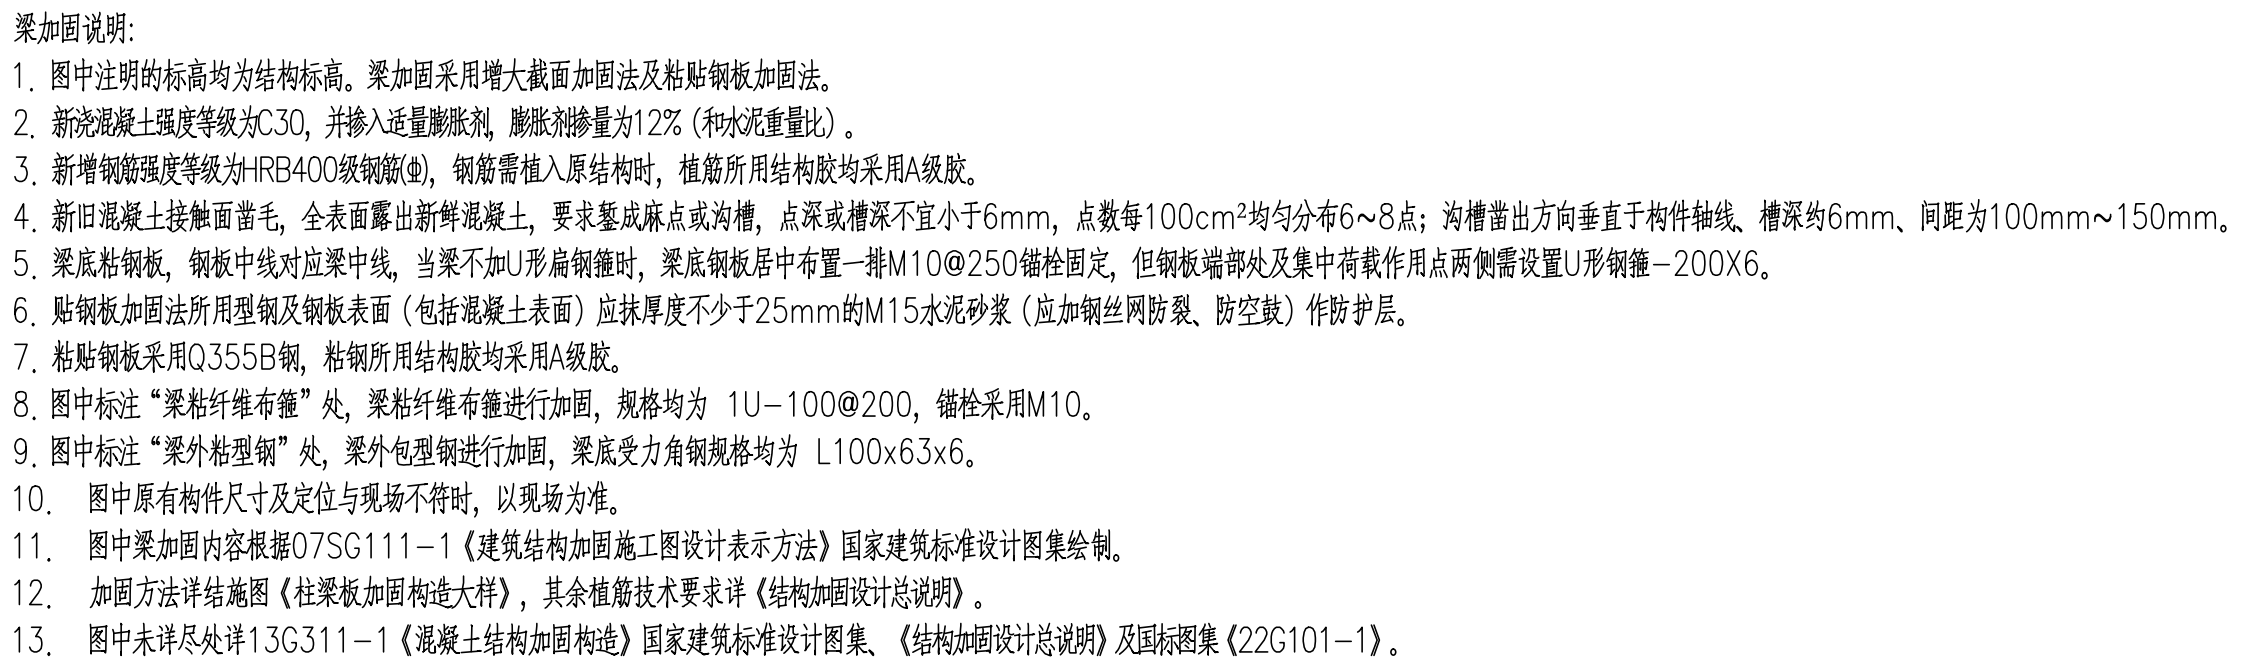 梁加固说明:
1. 图中注明的标高均为结构标高。梁加固采用增大截面加固法及粘贴钢板加固法。
2. 新浇混凝土强度等级为C30, 并掺入适量膨胀剂, 膨胀剂掺量为12%（和水泥重量比）。
3. 新增钢筋强度等级为HRB400级钢筋(Φ), 钢筋需植入原结构时, 植筋所用结构胶均采用A级胶。
4. 新旧混凝土接触面凿毛, 全表面露出新鲜混凝土, 要求錾成麻点或沟槽, 点深或槽深不宜小于6mm, 点数每100cm²均匀分布6~8点; 沟槽凿出方向垂直于构件轴线、槽深约6mm、间距为100mm~150mm。
5. 梁底粘钢板, 钢板中线对应梁中线, 当梁不加U形扁钢箍时, 梁底钢板居中布置一排M10@250锚栓固定, 但钢板端部处及集中荷载作用点两侧需设置U形钢箍-200X6。
6. 贴钢板加固法所用型钢及钢板表面（包括混凝土表面）应抹厚度不少于25mm的M15水泥砂浆（应加钢丝网防裂、防空鼓）作防护层。
7. 粘贴钢板采用Q355B钢, 粘钢所用结构胶均采用A级胶。
8. 图中标注“梁粘纤维布箍”处, 梁粘纤维布箍进行加固, 规格均为 1U-100@200, 锚栓采用M10。
9. 图中标注“梁外粘型钢”处, 梁外包型钢进行加固, 梁底受力角钢规格均为 L100x63x6。
10. 图中原有构件尺寸及定位与现场不符时, 以现场为准。
11. 图中梁加固内容根据07SG111-1《建筑结构加固施工图设计表示方法》国家建筑标准设计图集绘制。
12. 加固方法详结施图《柱梁板加固构造大样》, 其余植筋技术要求详《结构加固设计总说明》。
13. 图中未详尽处详13G311-1《混凝土结构加固构造》国家建筑标准设计图集、《结构加固设计总说明》及国标图集《22G101-1》。